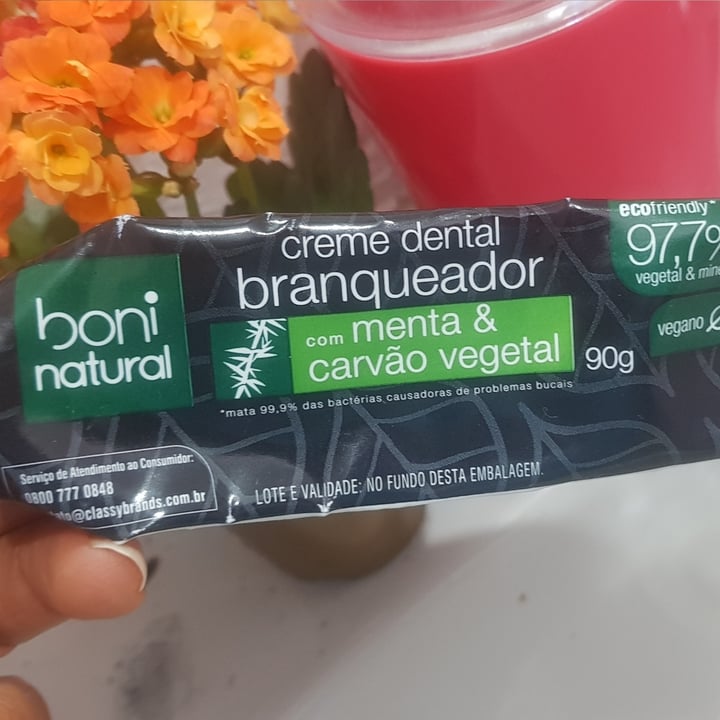 boni
natural
creme dental
branqueador
com menta &
carvão vegetal
90g
*mata 99,9% das bactérias causadoras de problemas bucais
ecofriendly*
97,7%
vegetal &
vegano
Serviço de Atendimento ao Consumidor:
0800 777 0848
@classybrands.com.br
LOTE E VALIDADE: NO FUNDO DESTA EMBALAGEM.